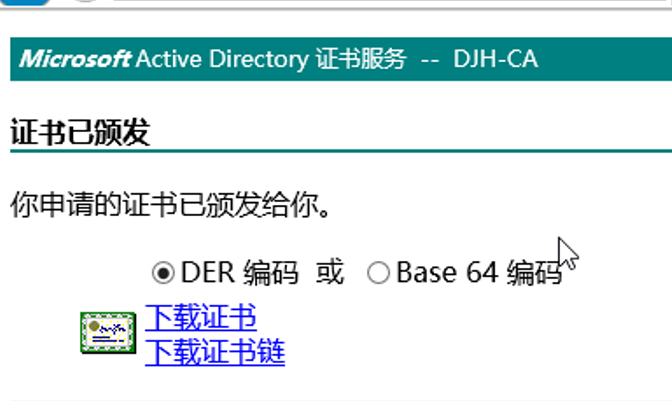 Microsoft Active Directory 证书服务 -- DJH-CA
证书已颁发
你申请的证书已颁发给你。
DER 编码 或 Base 64 编码
下载证书
下载证书链